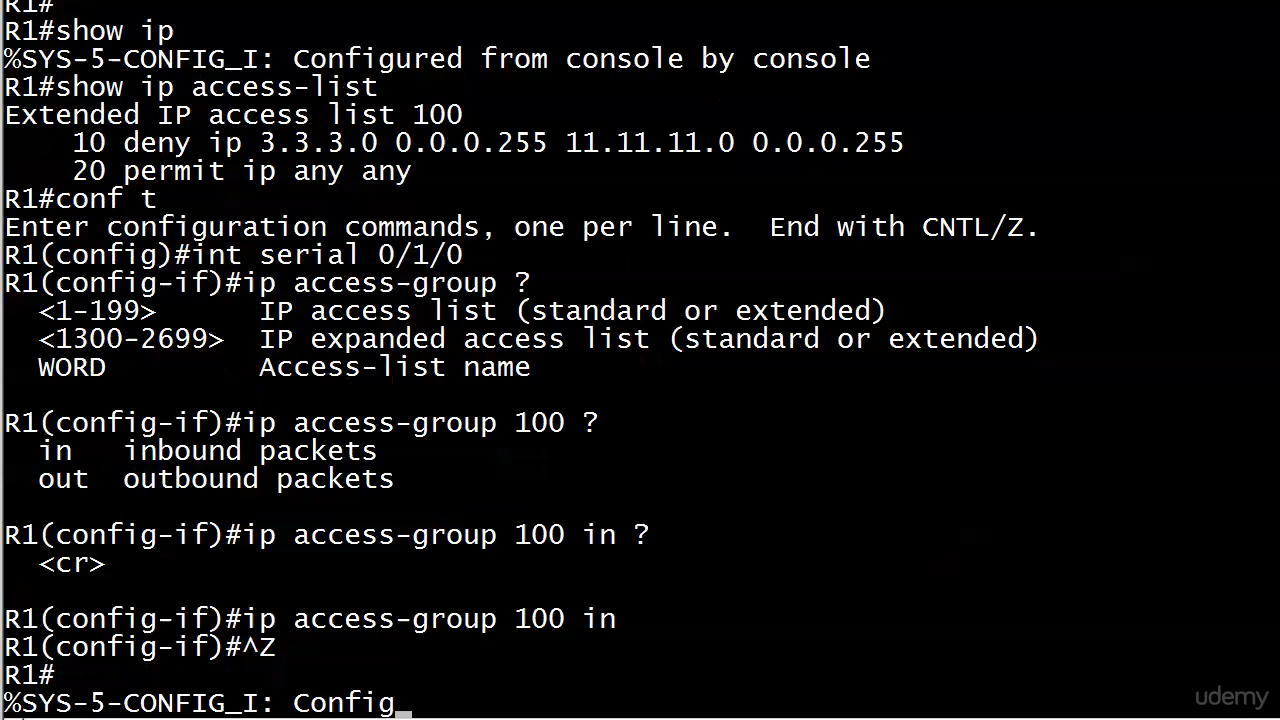 R1#
R1#show ip
%SYS-5-CONFIG_I: Configured from console by console
R1#show ip access-list
Extended IP access list 100
    10 deny ip 3.3.3.0 0.0.0.255 11.11.11.0 0.0.0.255
    20 permit ip any any
R1#conf t
Enter configuration commands, one per line.  End with CNTL/Z.
R1(config)#int serial 0/1/0
R1(config-if)#ip access-group ?
  <1-199>      IP access list (standard or extended)
  <1300-2699>  IP expanded access list (standard or extended)
  WORD         Access-list name
R1(config-if)#ip access-group 100 ?
  in   inbound packets
  out  outbound packets
R1(config-if)#ip access-group 100 in ?
  <cr>
R1(config-if)#ip access-group 100 in
R1(config-if)#^Z
R1#
%SYS-5-CONFIG_I: Config
udemy